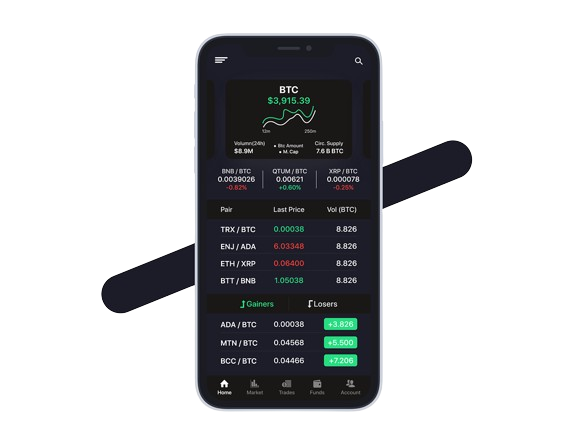 BTC
$3,915.39
12m 250m
Volumn(24h) • Btc Amount Circ. Supply
$8.9M • M. Cap 7.6 B BTC
BNB / BTC QTUM / BTC XRP / BTC
0.0039026 0.00621 0.000078
-0.82% +0.60% -0.25%
Pair Last Price Vol (BTC)
TRX / BTC 0.00038 8.826
ENJ / ADA 6.03348 8.826
ETH / XRP 0.06400 8.826
BTT / BNB 1.05038 8.826
Gainers Losers
ADA / BTC 0.00038 +3.826
MTN / BTC 0.04568 +5.500
BCC / BTC 0.04466 +7.206
Home Market Trades Funds Account